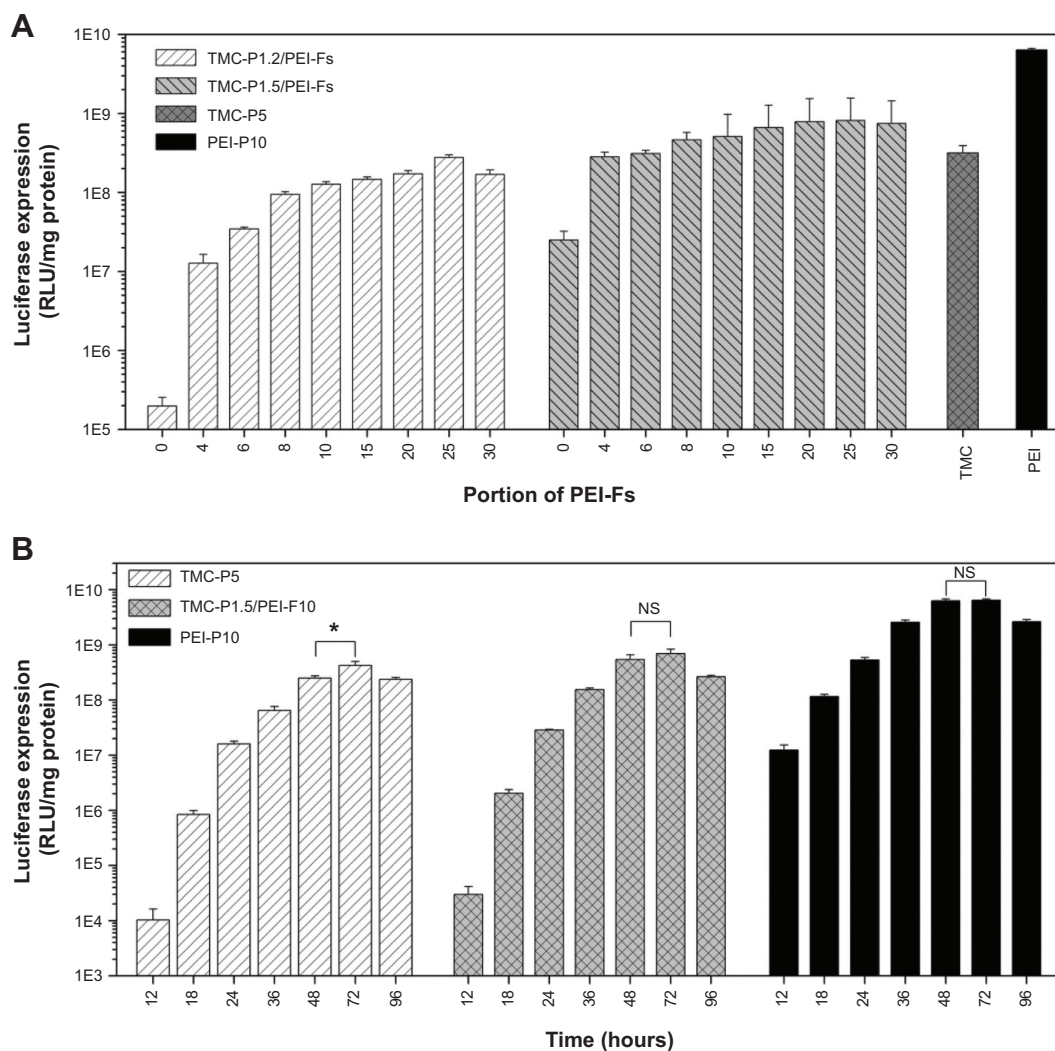 A
1E10
1E9
1E8
1E7
1E6
1E5
Luciferase expression
(RLU/mg protein)
TMC-P1.2/PEI-Fs
TMC-P1.5/PEI-Fs
TMC-P5
PEI-P10
0 4 6 8 10 15 20 25 30 0 4 6 8 10 15 20 25 30 TMC PEI
Portion of PEI-Fs
B
1E10
1E9
1E8
1E7
1E6
1E5
1E4
1E3
Luciferase expression
(RLU/mg protein)
TMC-P5
TMC-P1.5/PEI-F10
PEI-P10
* NS NS
12 18 24 36 48 72 96 12 18 24 36 48 72 96 12 18 24 36 48 72 96
Time (hours)